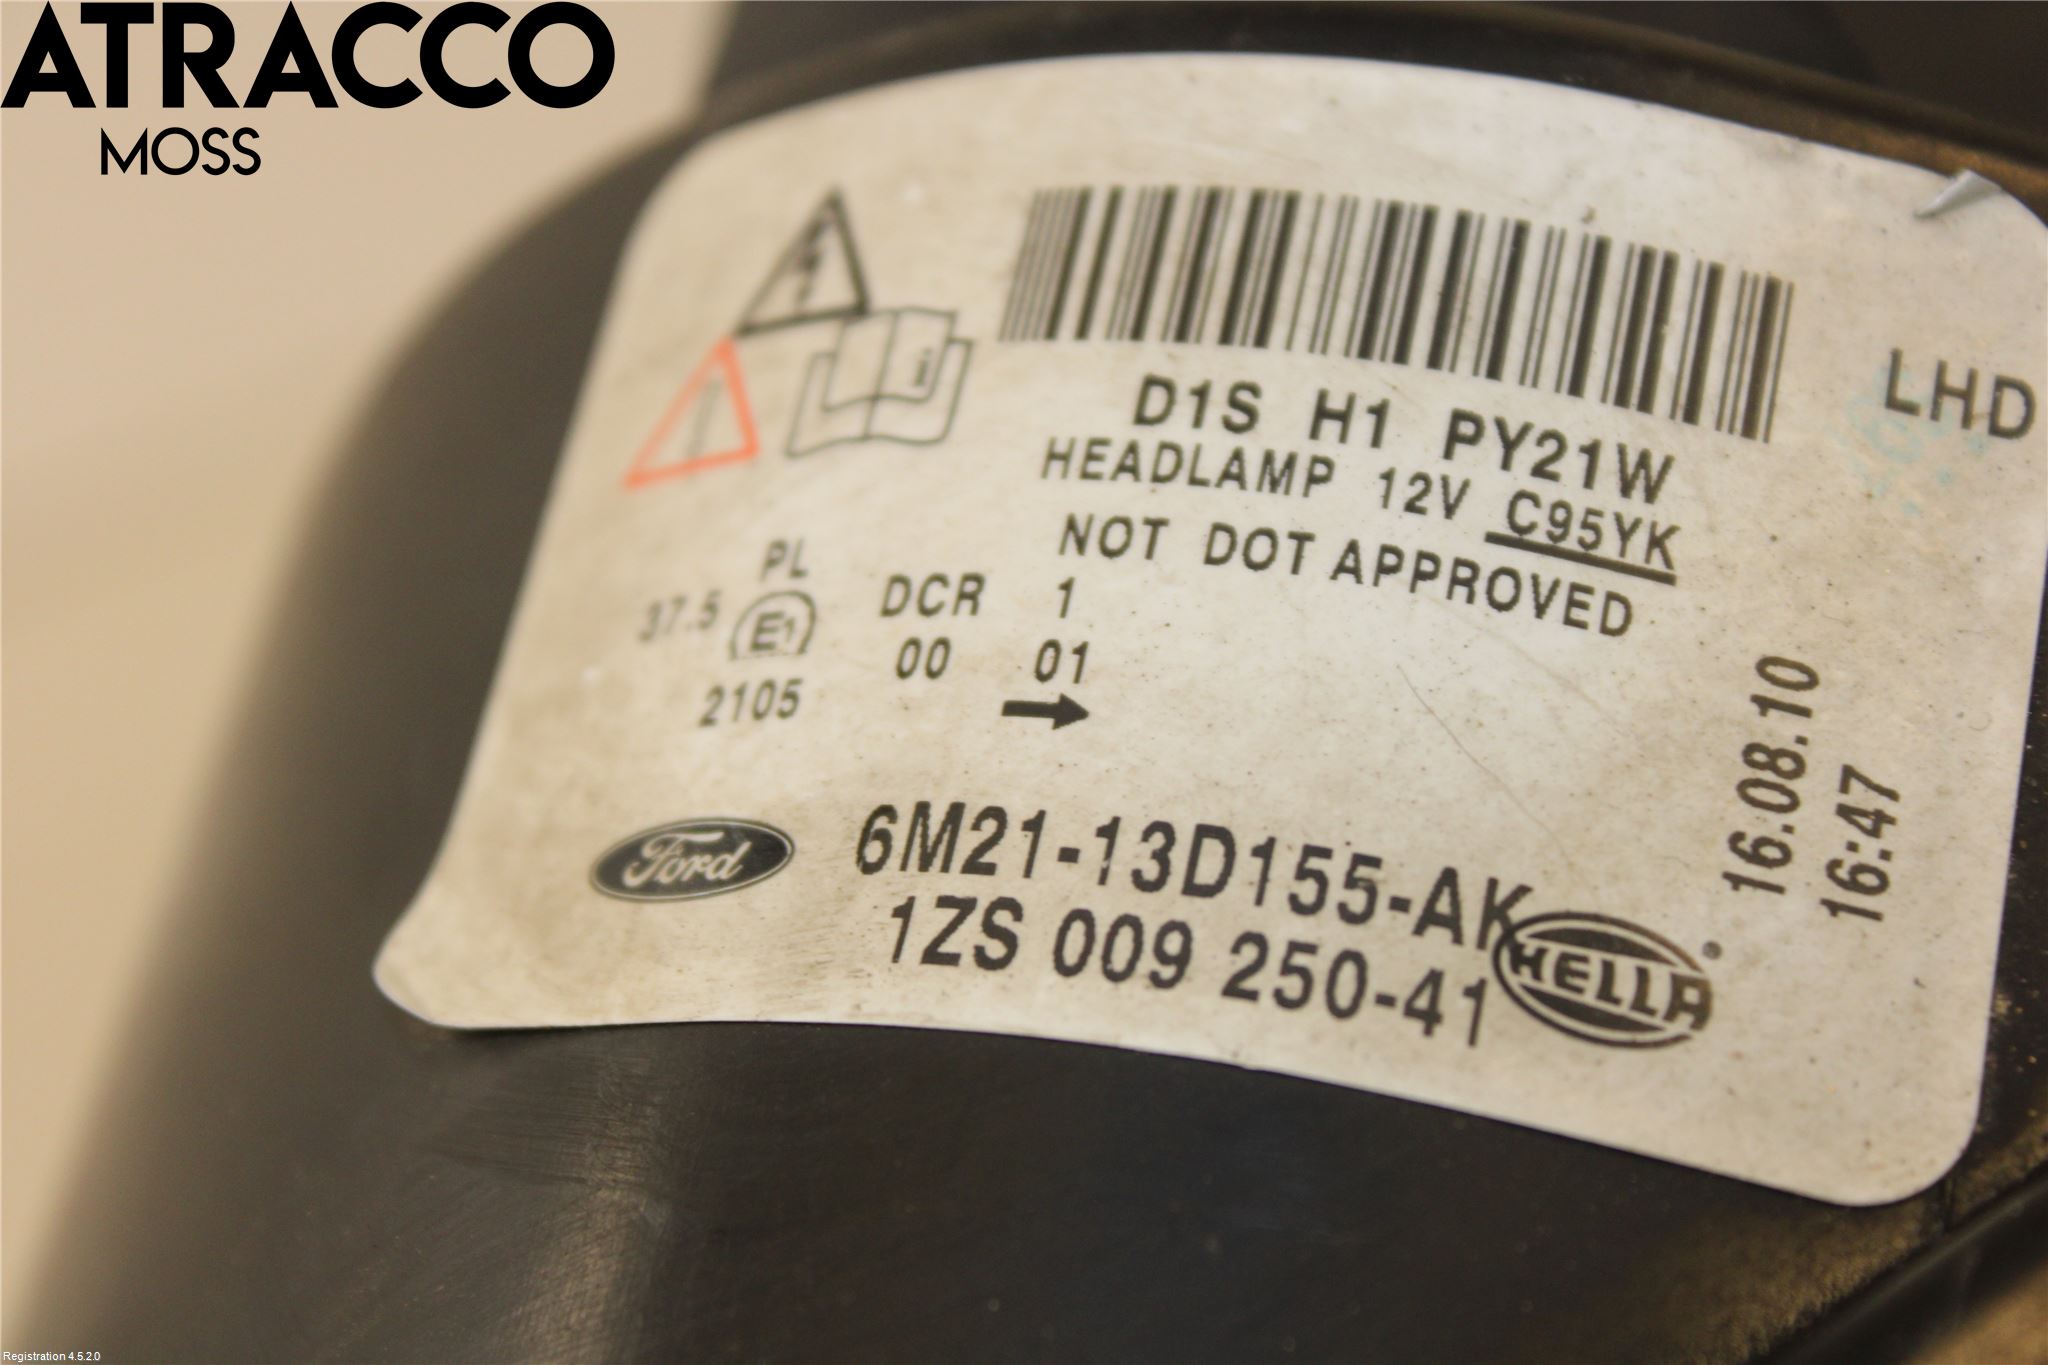 ATRACCO
MOSS
LHD
D1S H1 PY21W
HEADLAMP 12V C95YK
NOT DOT APPROVED
PL
37.5 E1 DCR 1
00 01
2105
16.08.10
16:47
Ford 6M21-13D155-AK
1ZS 009 250-41 HELLA
Registration 4.5.2.0